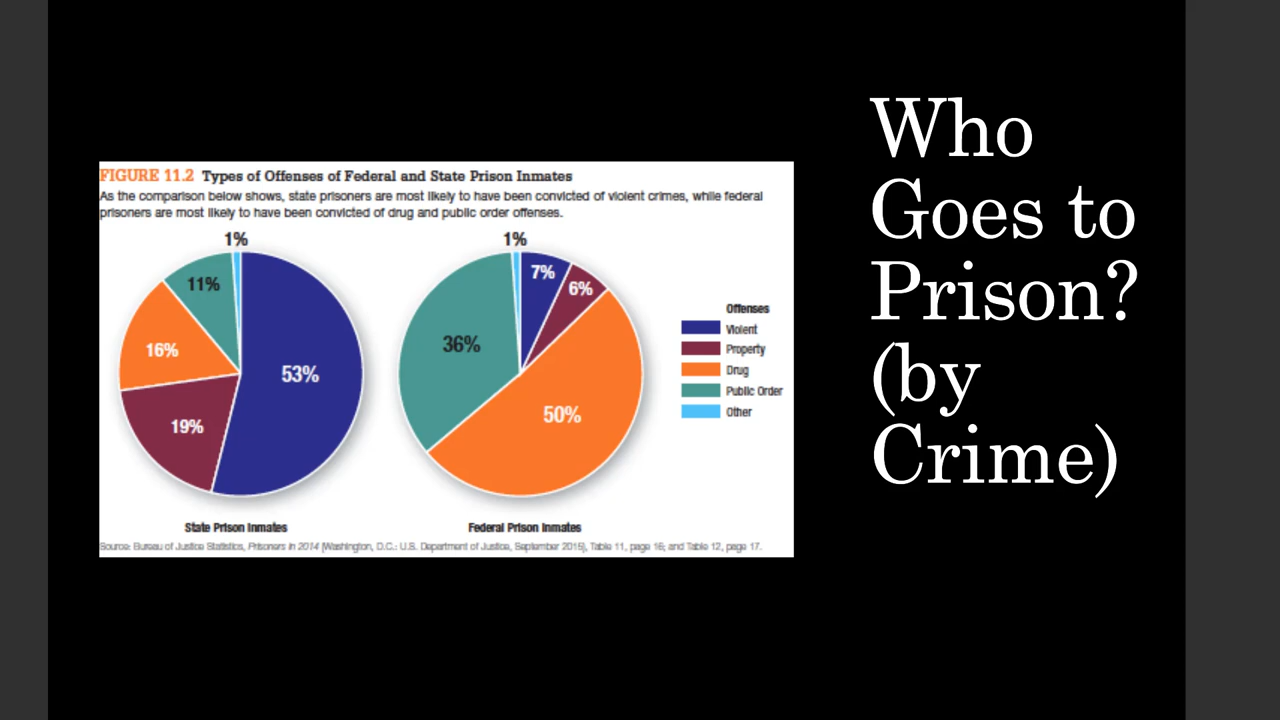 Who
Goes to
Prison?
(by
Crime)
FIGURE 11.2 Types of Offenses of Federal and State Prison Inmates
As the comparison below shows, state prisoners are most likely to have been convicted of violent crimes, while federal
prisoners are most likely to have been convicted of drug and public order offenses.
1%
11%
16%
19%
53%
State Prison Inmates
1%
7%
6%
36%
50%
Federal Prison Inmates
Offenses
Violent
Property
Drug
Public Order
Other
Source: Bureau of Justice Statistics, Prisoners in 2014 (Washington, D.C.: U.S. Department of Justice, September 2015), Table 11, page 16; and Table 12, page 17.